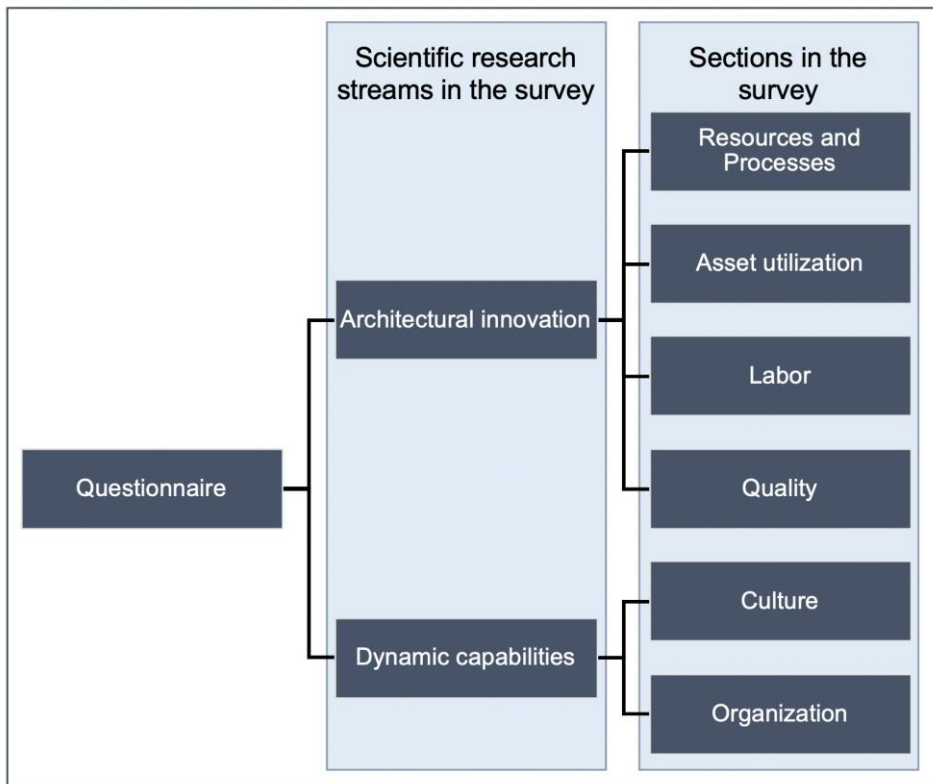 Scientific research
streams in the survey
Sections in the
survey
Resources and
Processes
Asset utilization
Architectural innovation
Labor
Questionnaire
Quality
Culture
Dynamic capabilities
Organization